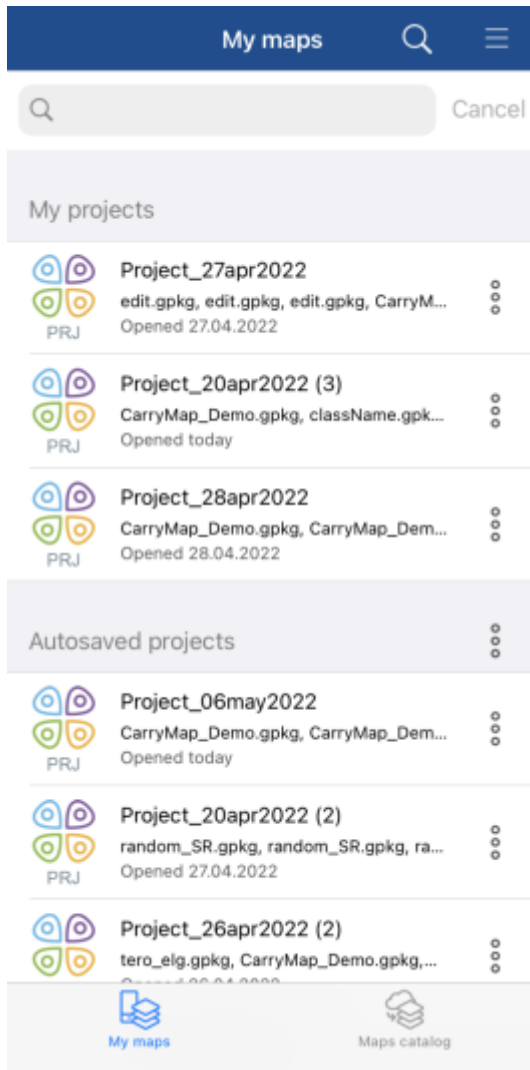 My maps
Cancel
My projects
Project_27apr2022
edit.gpkg, edit.gpkg, edit.gpkg, CarryM...
Opened 27.04.2022
PRJ
Project_20apr2022 (3)
CarryMap_Demo.gpkg, className.gpk...
Opened today
PRJ
Project_28apr2022
CarryMap_Demo.gpkg, CarryMap_Dem...
Opened 28.04.2022
PRJ
Autosaved projects
Project_06may2022
CarryMap_Demo.gpkg, CarryMap_Dem...
Opened today
PRJ
Project_20apr2022 (2)
random_SR.gpkg, random_SR.gpkg, ra...
Opened 27.04.2022
PRJ
Project_26apr2022 (2)
tero_elg.gpkg, CarryMap_Demo.gpkg,...
My maps
Maps catalog